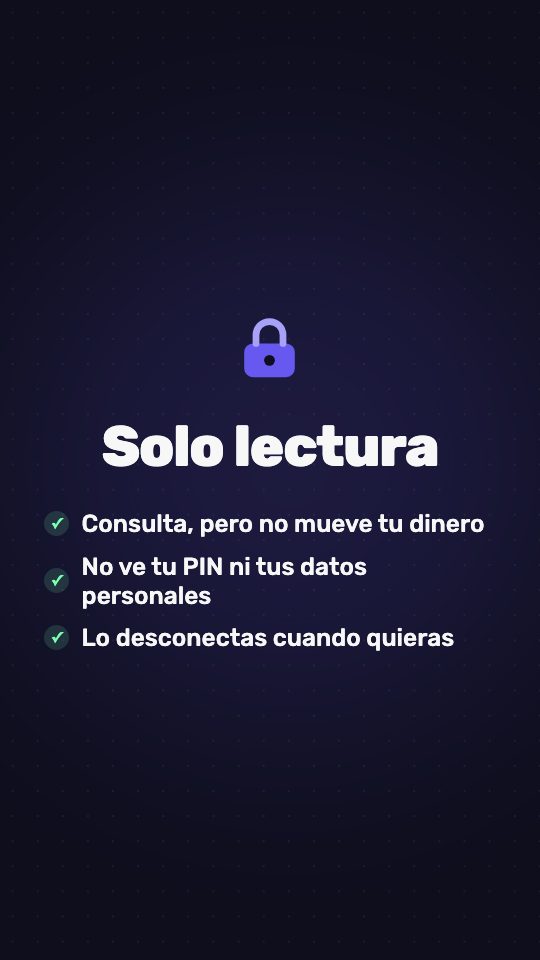 Solo lectura
Consulta, pero no mueve tu dinero
No ve tu PIN ni tus datos
personales
Lo desconectas cuando quieras